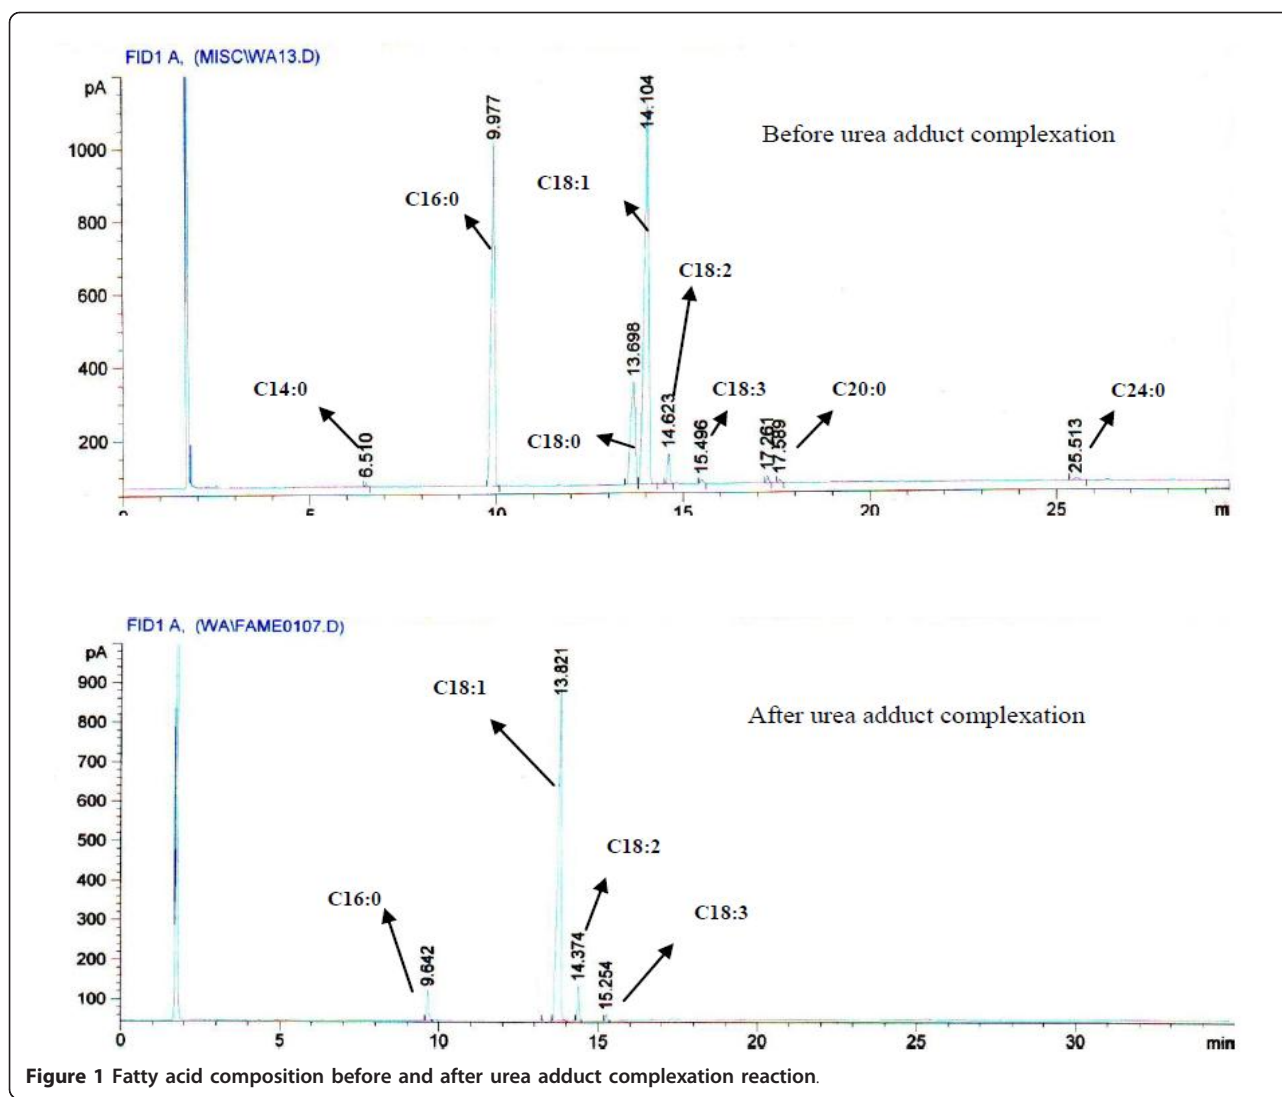 FID1 A, (MISC\WA13.D)
pA
9.977
14.104
1000
Before urea adduct complexation
C16:0
C18:1
800
C18:2
600
13.698
400
C14:0
14.623
C18:3
C20:0
C24:0
C18:0
6.510
15.496
17.261
17.589
25.513
200
0 5 10 15 20 25 mi
FID1 A, (WA\FAME0107.D)
pA
13.821
900
C18:1
After urea adduct complexation
800
700
600
500
C18:2
400
C16:0
C18:3
300
9.642
14.374
15.254
200
100
0 5 10 15 20 25 30 min
Figure 1 Fatty acid composition before and after urea adduct complexation reaction.